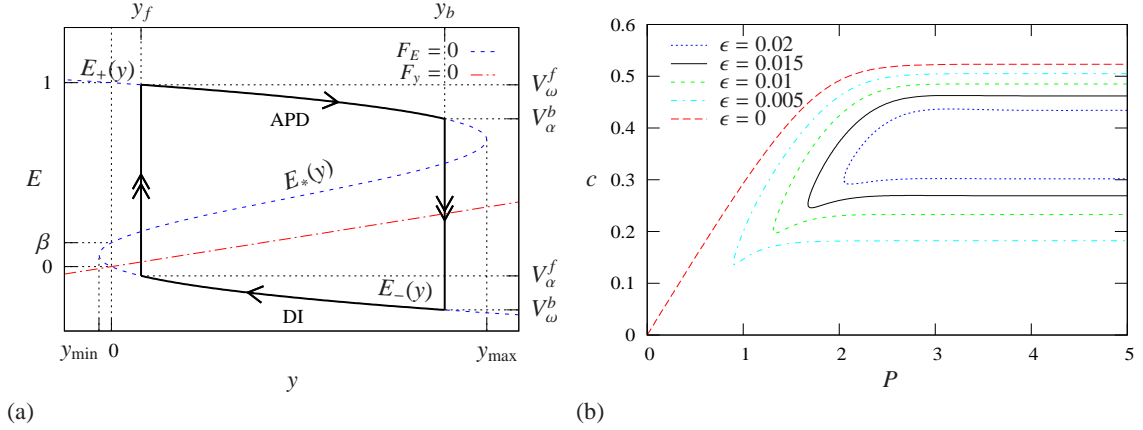 y_f y_b
E_+(y)
F_E = 0
F_y = 0
1
V_ω^f
APD
V_α^b
E
E_*(y)
β
0
V_α^f
E_−(y)
DI
V_ω^b
y_min 0 y_max
y
(a)
0.6
0.5
0.4
0.3
0.2
0.1
0
c
ϵ = 0.02
ϵ = 0.015
ϵ = 0.01
ϵ = 0.005
ϵ = 0
0 1 2 3 4 5
P
(b)